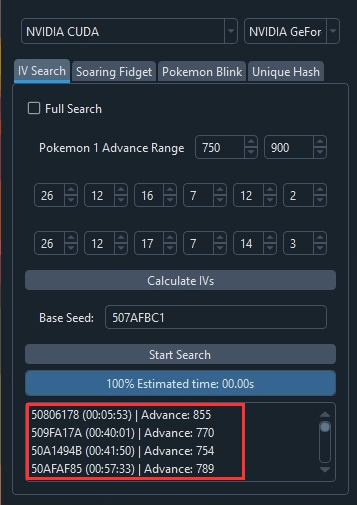 NVIDIA CUDA NVIDIA GeFor
IV Search Soaring Fidget Pokemon Blink Unique Hash
Full Search
Pokemon 1 Advance Range 750 900
26 12 16 7 12 2
26 12 17 7 14 3
Calculate IVs
Base Seed: 507AFBC1
Start Search
100% Estimated time: 00.00s
50806178 (00:05:53) | Advance: 855
509FA17A (00:40:01) | Advance: 770
50A1494B (00:41:50) | Advance: 754
50AFAF85 (00:57:33) | Advance: 789